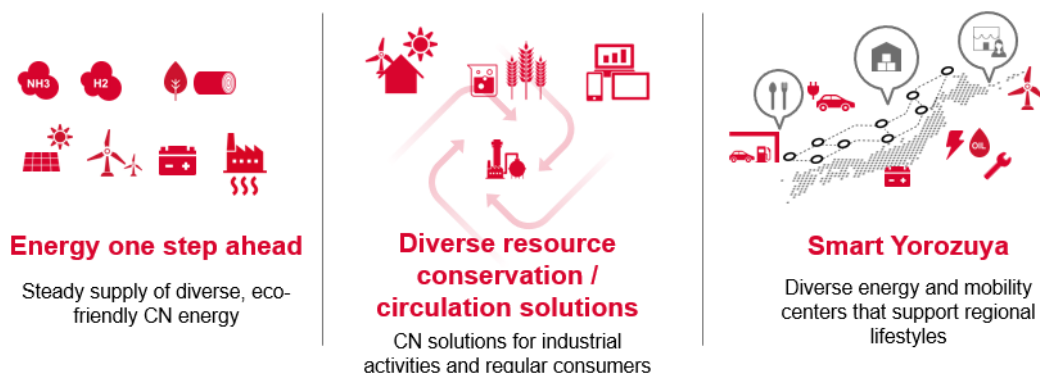 NH3
H2
Energy one step ahead
Steady supply of diverse, eco-
friendly CN energy
Diverse resource
conservation /
circulation solutions
CN solutions for industrial
activities and regular consumers
OIL
Smart Yorozuya
Diverse energy and mobility
centers that support regional
lifestyles